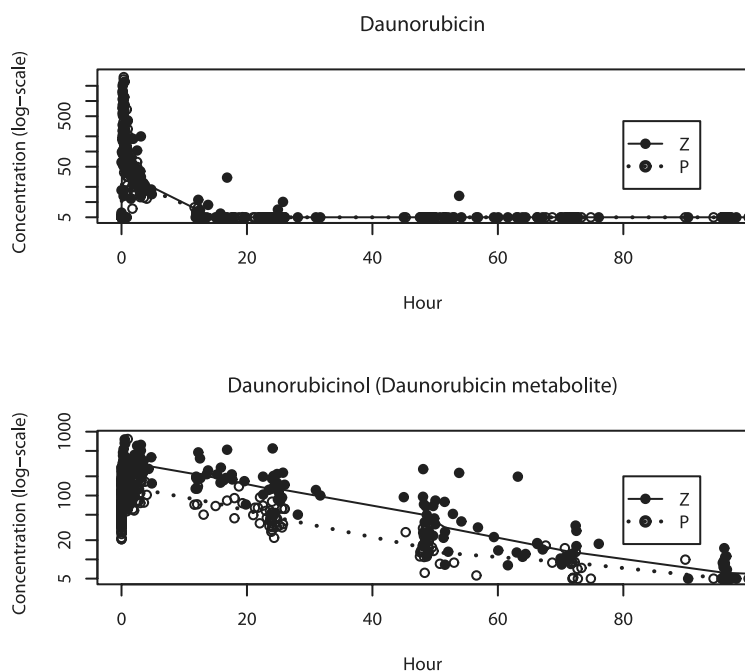 Daunorubicin
Concentration (log−scale)
500
50
5
Z
P
0 20 40 60 80
Hour
Daunorubicinol (Daunorubicin metabolite)
Concentration (log−scale)
1000
100
20
5
Z
P
0 20 40 60 80
Hour